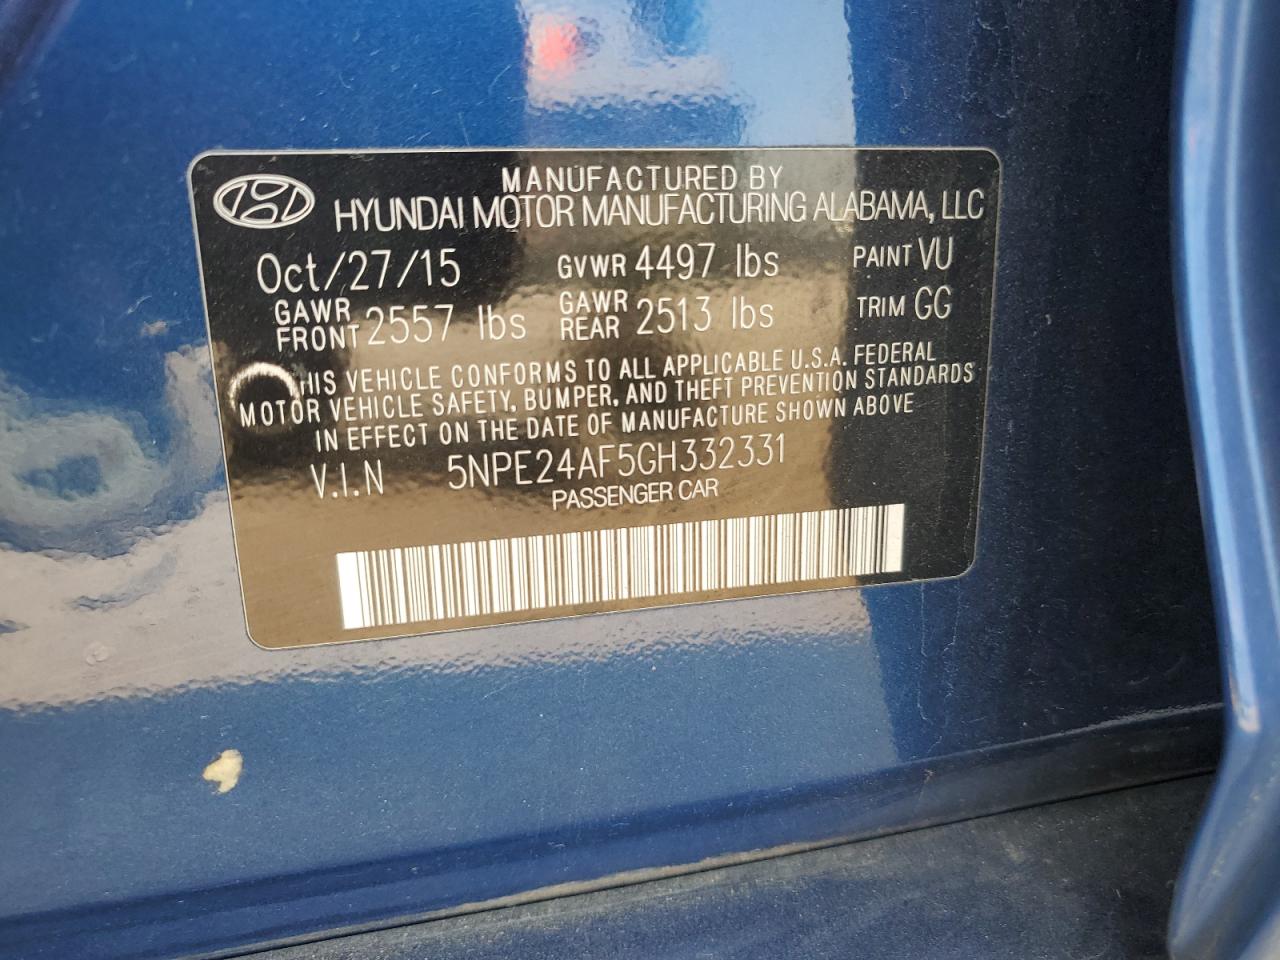 MANUFACTURED BY
HYUNDAI MOTOR MANUFACTURING ALABAMA, LLC
Oct/27/15 GVWR 4497 lbs PAINT VU
GAWR FRONT 2557 lbs GAWR REAR 2513 lbs TRIM GG
HIS VEHICLE CONFORMS TO ALL APPLICABLE U.S.A. FEDERAL
MOTOR VEHICLE SAFETY, BUMPER, AND THEFT PREVENTION STANDARDS
IN EFFECT ON THE DATE OF MANUFACTURE SHOWN ABOVE
V.I.N 5NPE24AF5GH332331
PASSENGER CAR